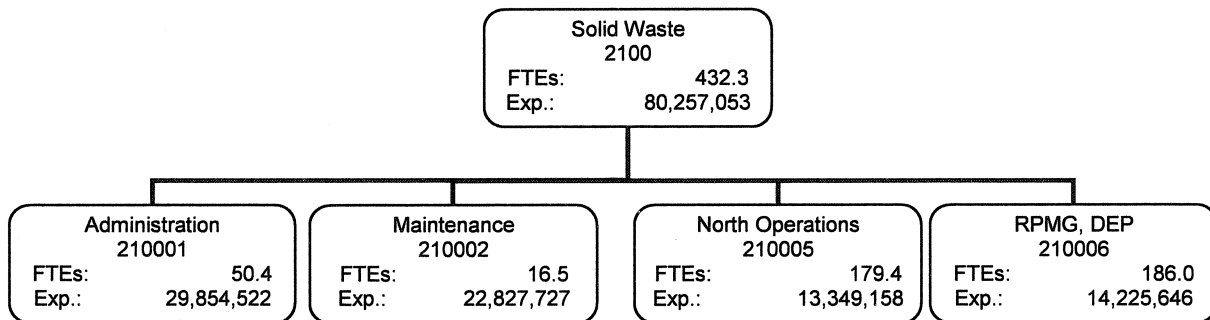 Solid Waste
2100
FTEs: 432.3
Exp.: 80,257,053
Administration
210001
FTEs: 50.4
Exp.: 29,854,522
Maintenance
210002
FTEs: 16.5
Exp.: 22,827,727
North Operations
210005
FTEs: 179.4
Exp.: 13,349,158
RPMG, DEP
210006
FTEs: 186.0
Exp.: 14,225,646